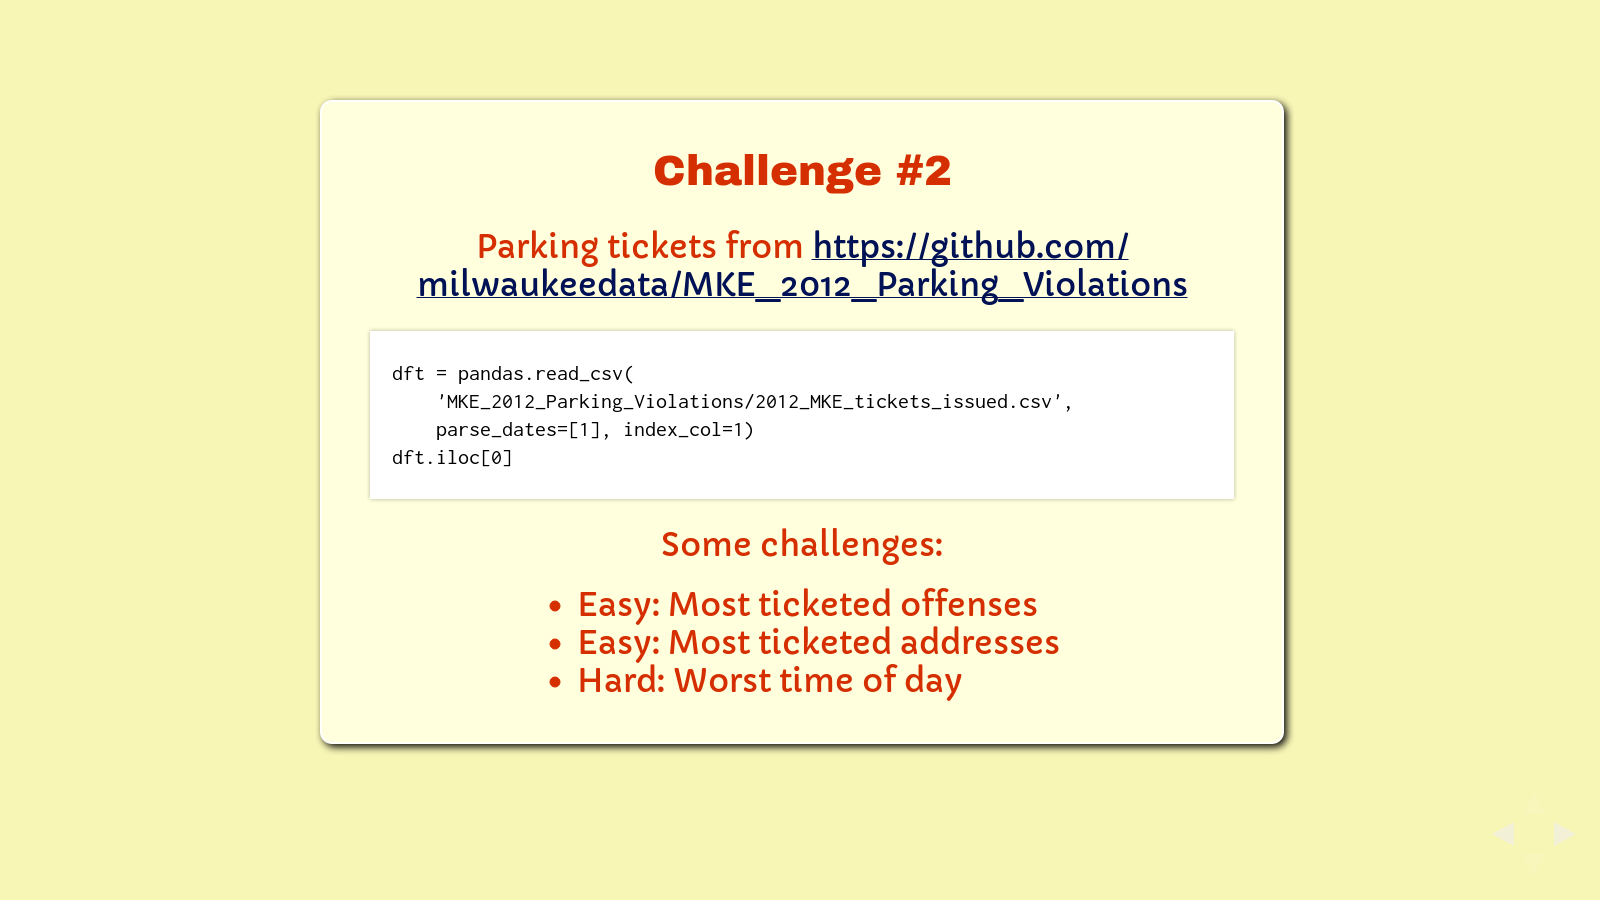 Challenge #2
Parking tickets from https://github.com/
milwaukeedata/MKE_2012_Parking_Violations
dft = pandas.read_csv(
    'MKE_2012_Parking_Violations/2012_MKE_tickets_issued.csv',
    parse_dates=[1], index_col=1)
dft.iloc[0]
Some challenges:
• Easy: Most ticketed offenses
• Easy: Most ticketed addresses
• Hard: Worst time of day